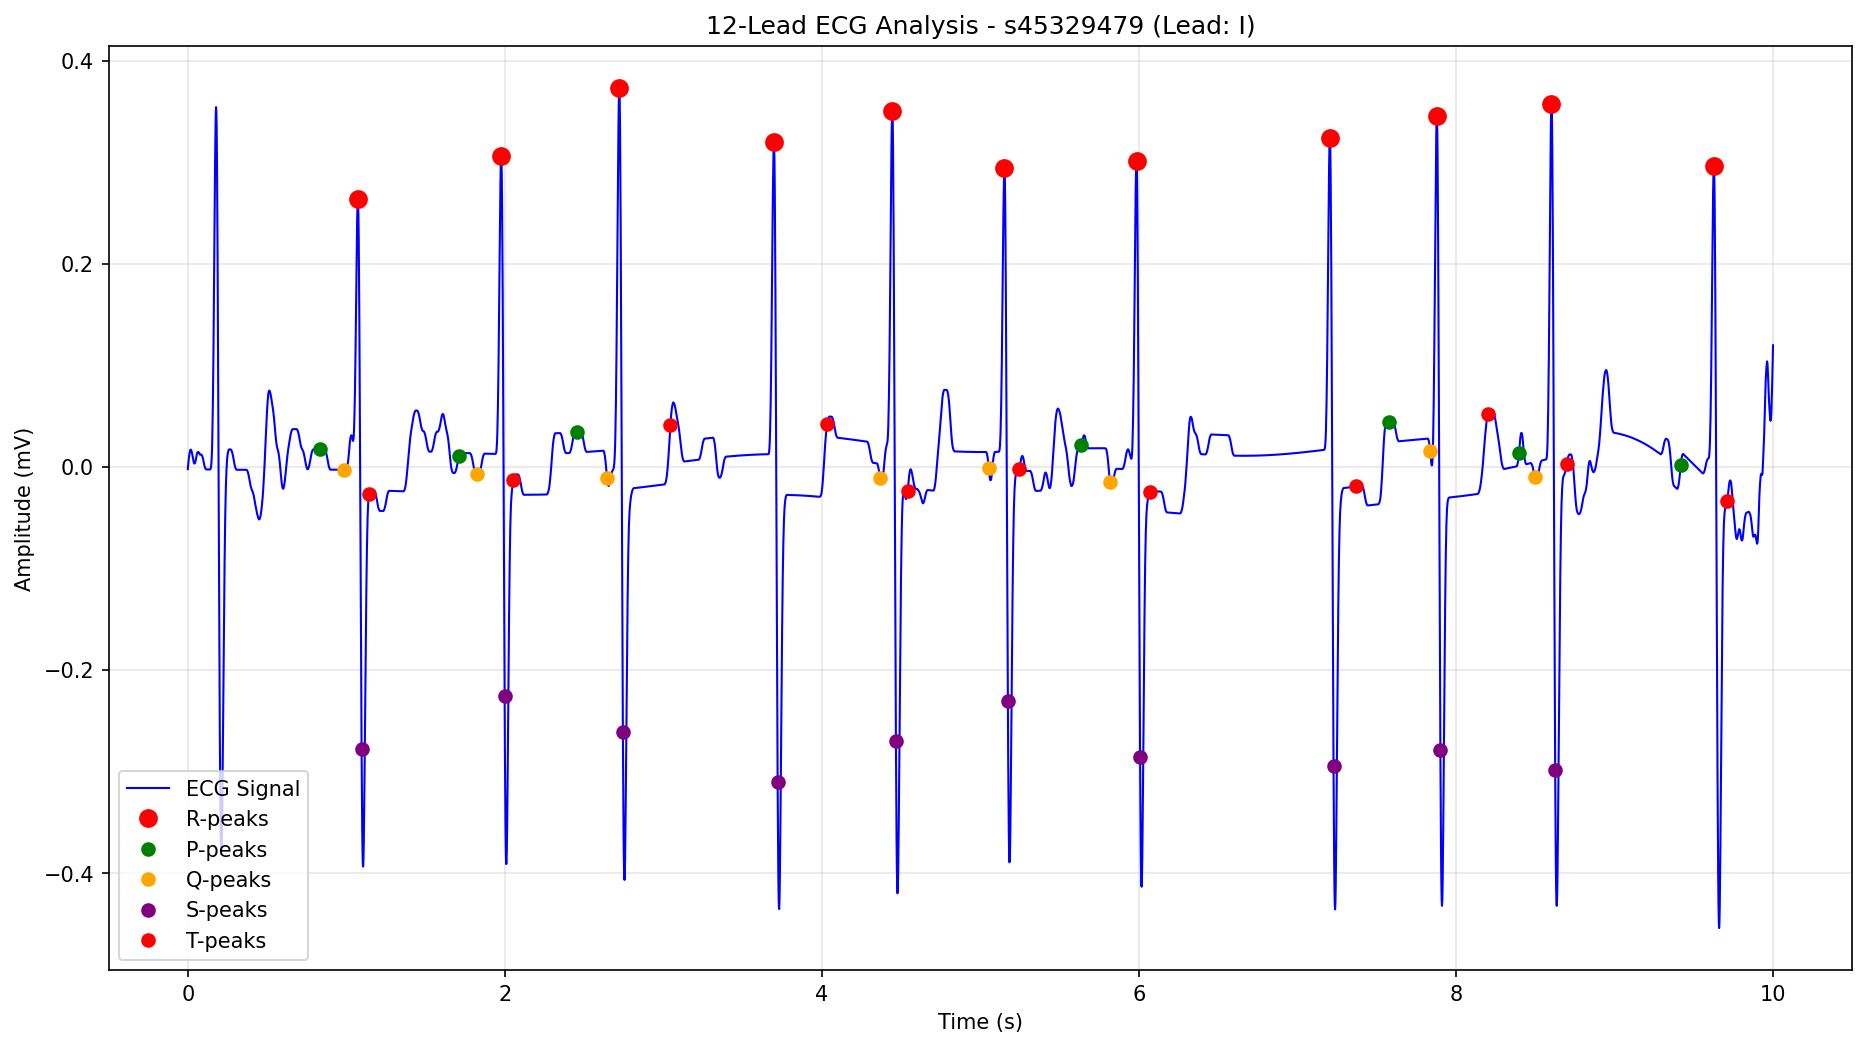 12-Lead ECG Analysis - s45329479 (Lead: I)
Amplitude (mV)
0.4
0.2
0.0
−0.2
−0.4
ECG Signal
R-peaks
P-peaks
Q-peaks
S-peaks
T-peaks
0 2 4 6 8 10
Time (s)